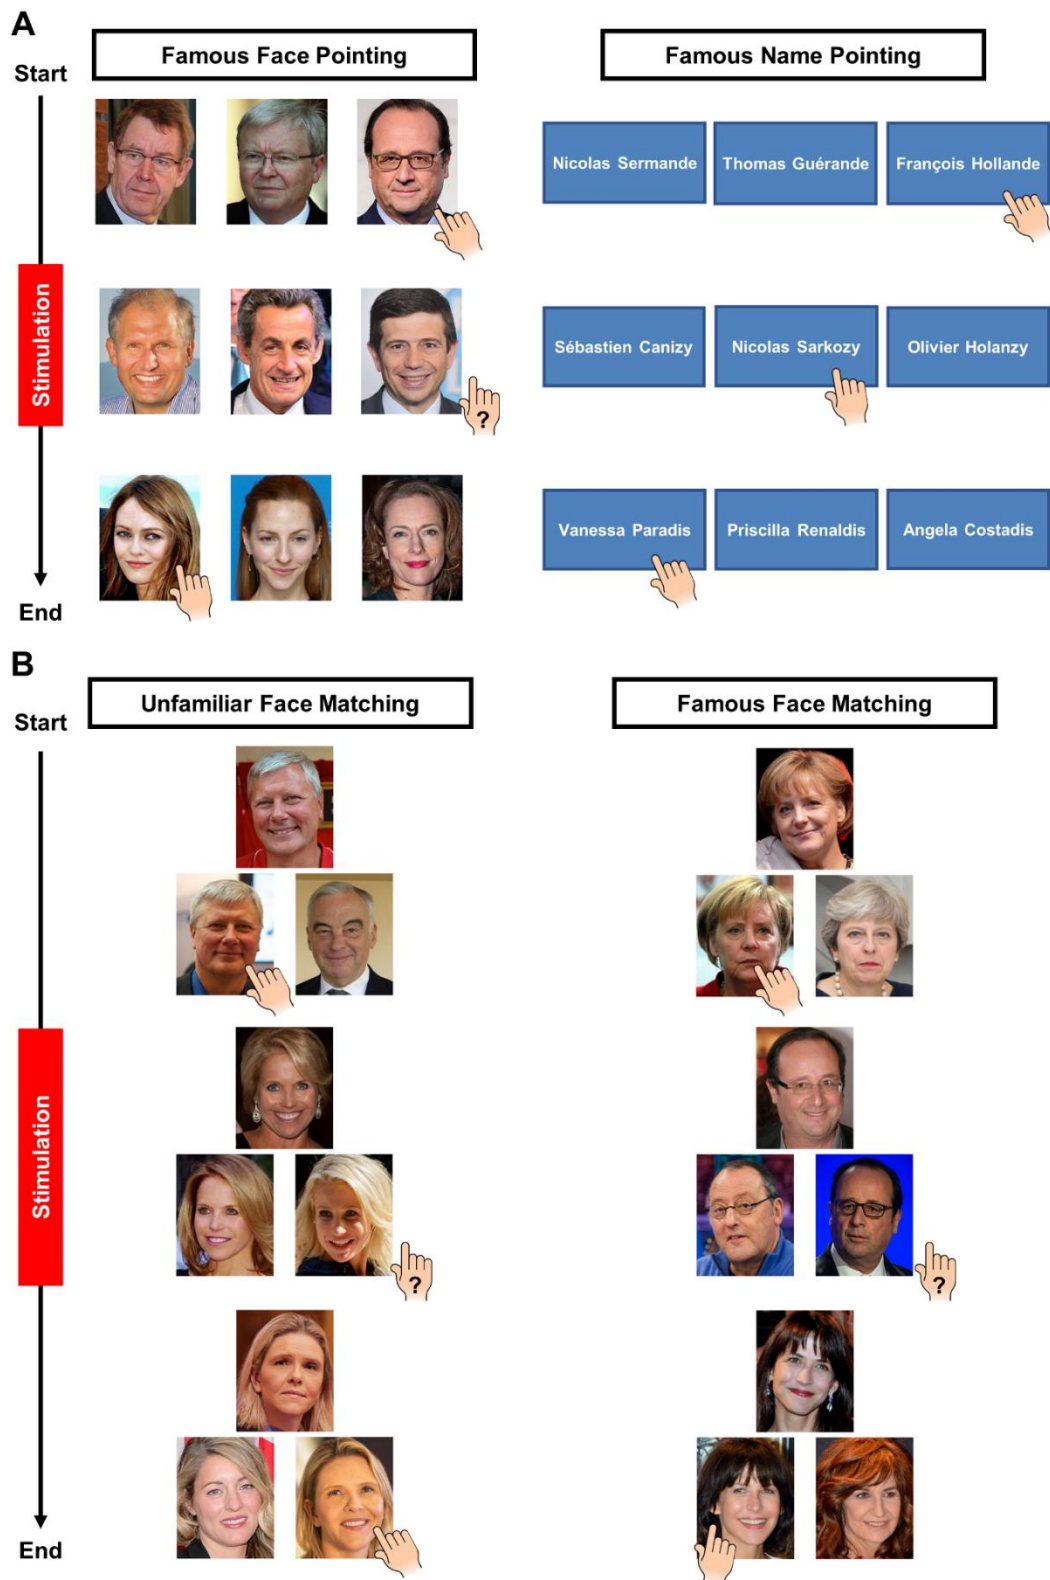 A
Famous Face Pointing
Famous Name Pointing
Start
Nicolas Sermande
Thomas Guérande
François Hollande
Stimulation
Sébastien Canizy
Nicolas Sarkozy
Olivier Holanzy
?
Vanessa Paradis
Priscilla Renaldis
Angela Costadis
End
B
Unfamiliar Face Matching
Famous Face Matching
Start
Stimulation
?
?
End